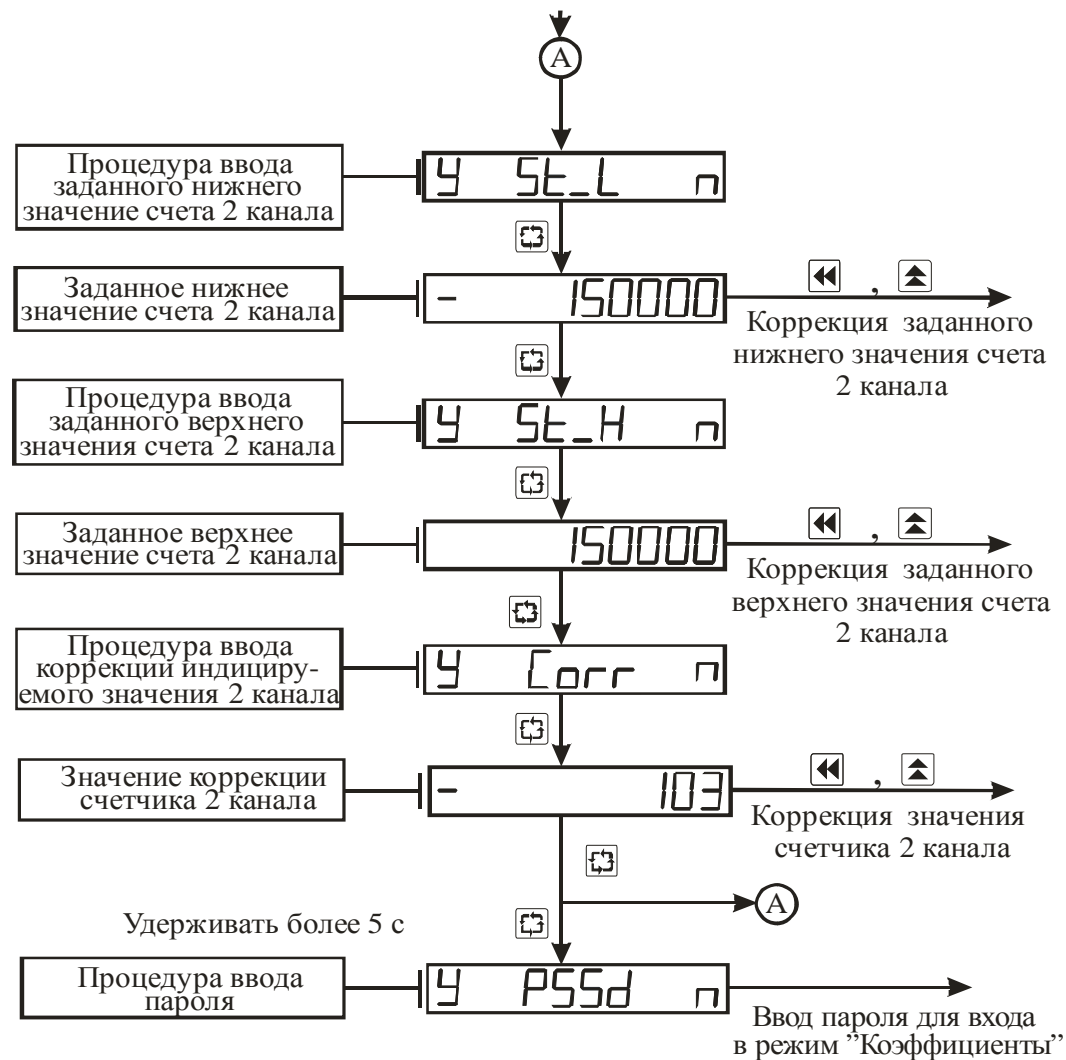 А
Процедура ввода
заданного нижнего
значение счета 2 канала
У St_L п
Заданное нижнее
значение счета 2 канала
- 150000
,
Коррекция заданного
нижнего значения счета
2 канала
Процедура ввода
заданного верхнего
значения счета 2 канала
У St_H п
Заданное верхнее
значение счета 2 канала
150000
,
Коррекция заданного
верхнего значения счета
2 канала
Процедура ввода
коррекции индициру-
емого значения 2 канала
У Corr п
Значение коррекции
счетчика 2 канала
- 103
,
Коррекция значения
счетчика 2 канала
А
Удерживать более 5 с
Процедура ввода
пароля
У PSSd п
Ввод пароля для входа
в режим ”Коэффициенты”